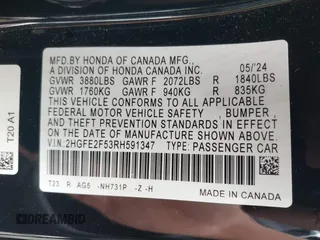 MFD.BY HONDA OF CANADA MFG., 05/'24
A DIVISION OF HONDA CANADA INC.
GVWR 3880LBS GAWR F 2072LBS R 1840LBS
GVWR 1760KG GAWR F 940KG R 835KG
THIS VEHICLE CONFORMS TO ALL APPLICABLE
FEDERAL MOTOR VEHICLE SAFETY , BUMPER ,
AND THEFT PREVENTION STANDARDS IN EFFECT ON
THE DATE OF MANUFACTURE SHOWN ABOVE.
V.I.N:2HGFE2F53RH591347 TYPE: PASSENGER CAR
T23 R AG5 -NH731P -Z -H
MADE IN CANADA
T20 A1
DREAMBID